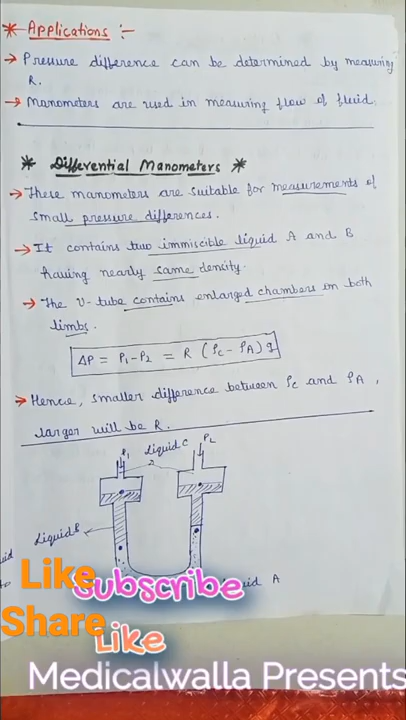 * Applications :-
→ Pressure difference can be determined by measuring
R.
→ Manometers are used in measuring flow of fluid.
* Differential Manometers *
→ These manometers are suitable for measurements of
small pressure differences.
→ It contains two immiscible liquid A and B
having nearly same dencity.
→ The U-tube contains enlarged chambers on both
limbs.
ΔP = P1-P2 = R (ρc - ρA) g
→ Hence, smaller difference between ρc and ρA,
larger will be R.
P1 Liquid C P2
Liquid B
Like
Subscribe
A
Share
Like
Medicalwalla Presents